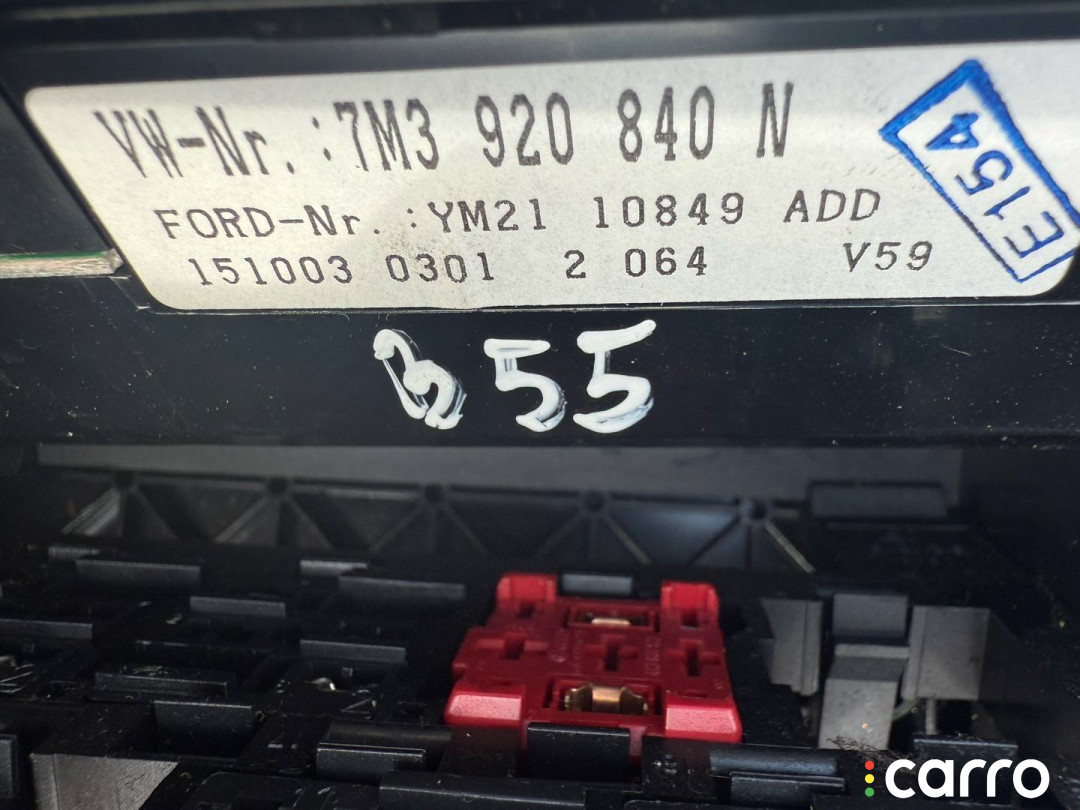 VW-Nr.:7M3 920 840 N
FORD-Nr.:YM21 10849 ADD
151003 0301 2 064 V59
E154
355
carro